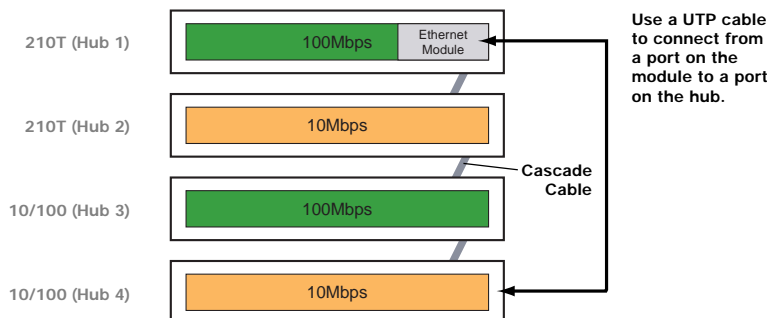 210T (Hub 1)
100Mbps
Ethernet
Module
Use a UTP cable
to connect from
a port on the
module to a port
on the hub.
210T (Hub 2)
10Mbps
Cascade
Cable
10/100 (Hub 3)
100Mbps
10/100 (Hub 4)
10Mbps